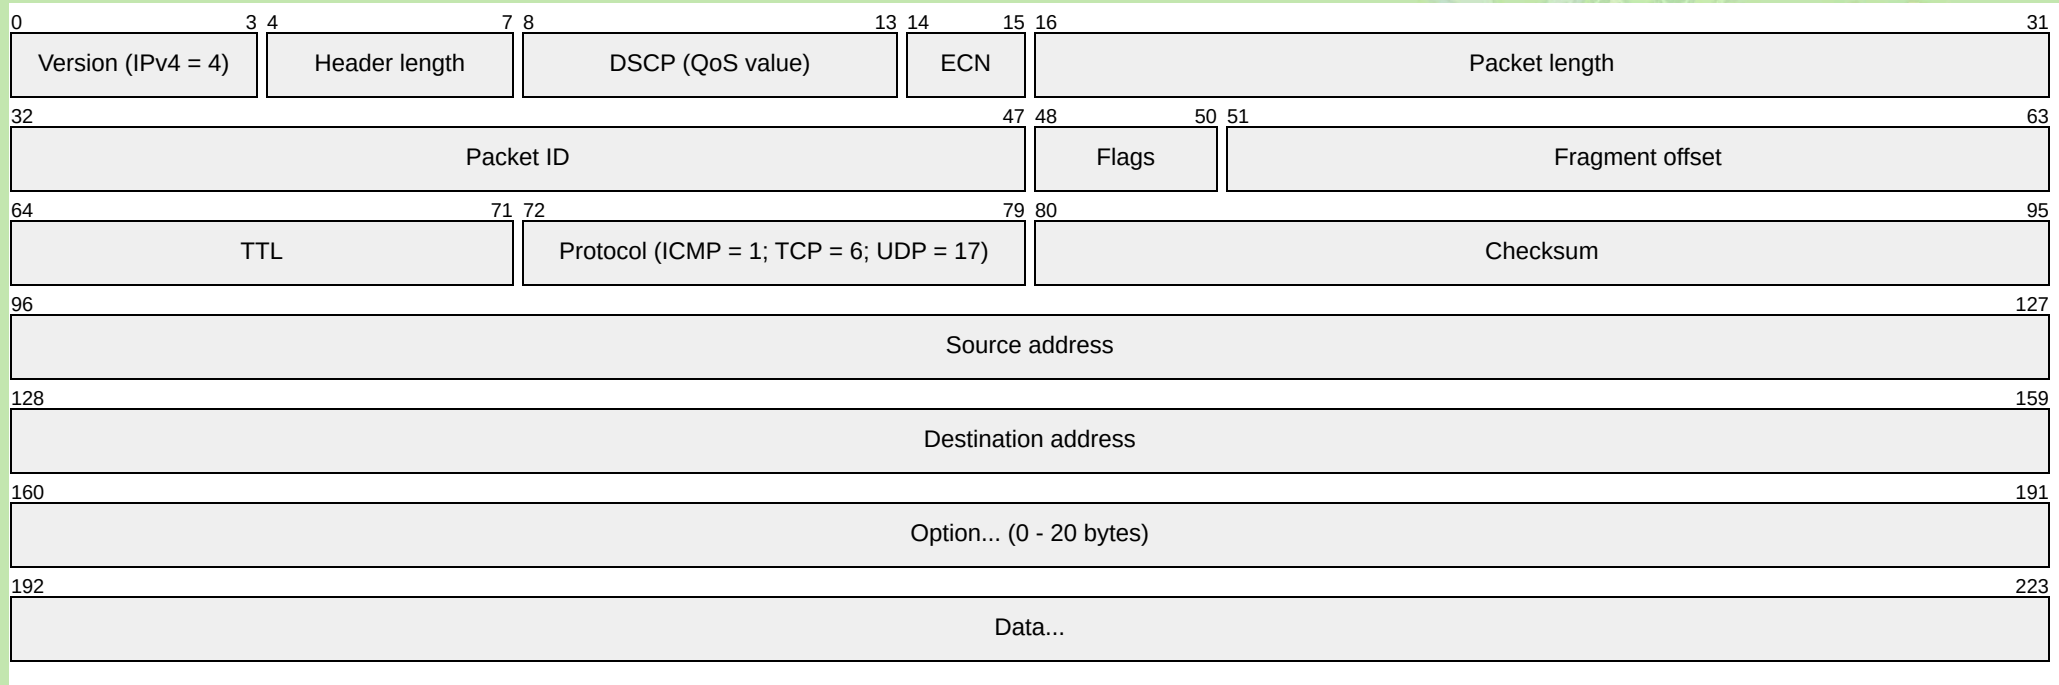 0 3 4 7 8 13 14 15 16 31
Version (IPv4 = 4) Header length DSCP (QoS value) ECN Packet length
32 47 48 50 51 63
Packet ID Flags Fragment offset
64 71 72 79 80 95
TTL Protocol (ICMP = 1; TCP = 6; UDP = 17) Checksum
96 127
Source address
128 159
Destination address
160 191
Option... (0 - 20 bytes)
192 223
Data...